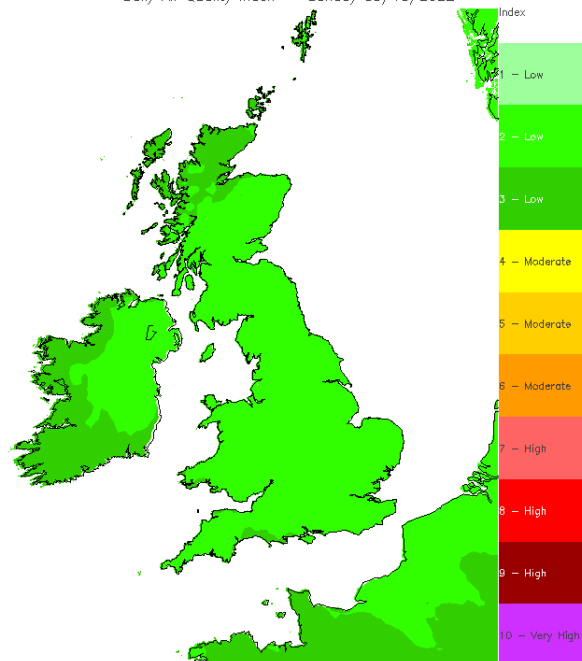 Index
1 - Low
2 - Low
3 - Low
4 - Moderate
5 - Moderate
6 - Moderate
7 - High
8 - High
9 - High
10 - Very High